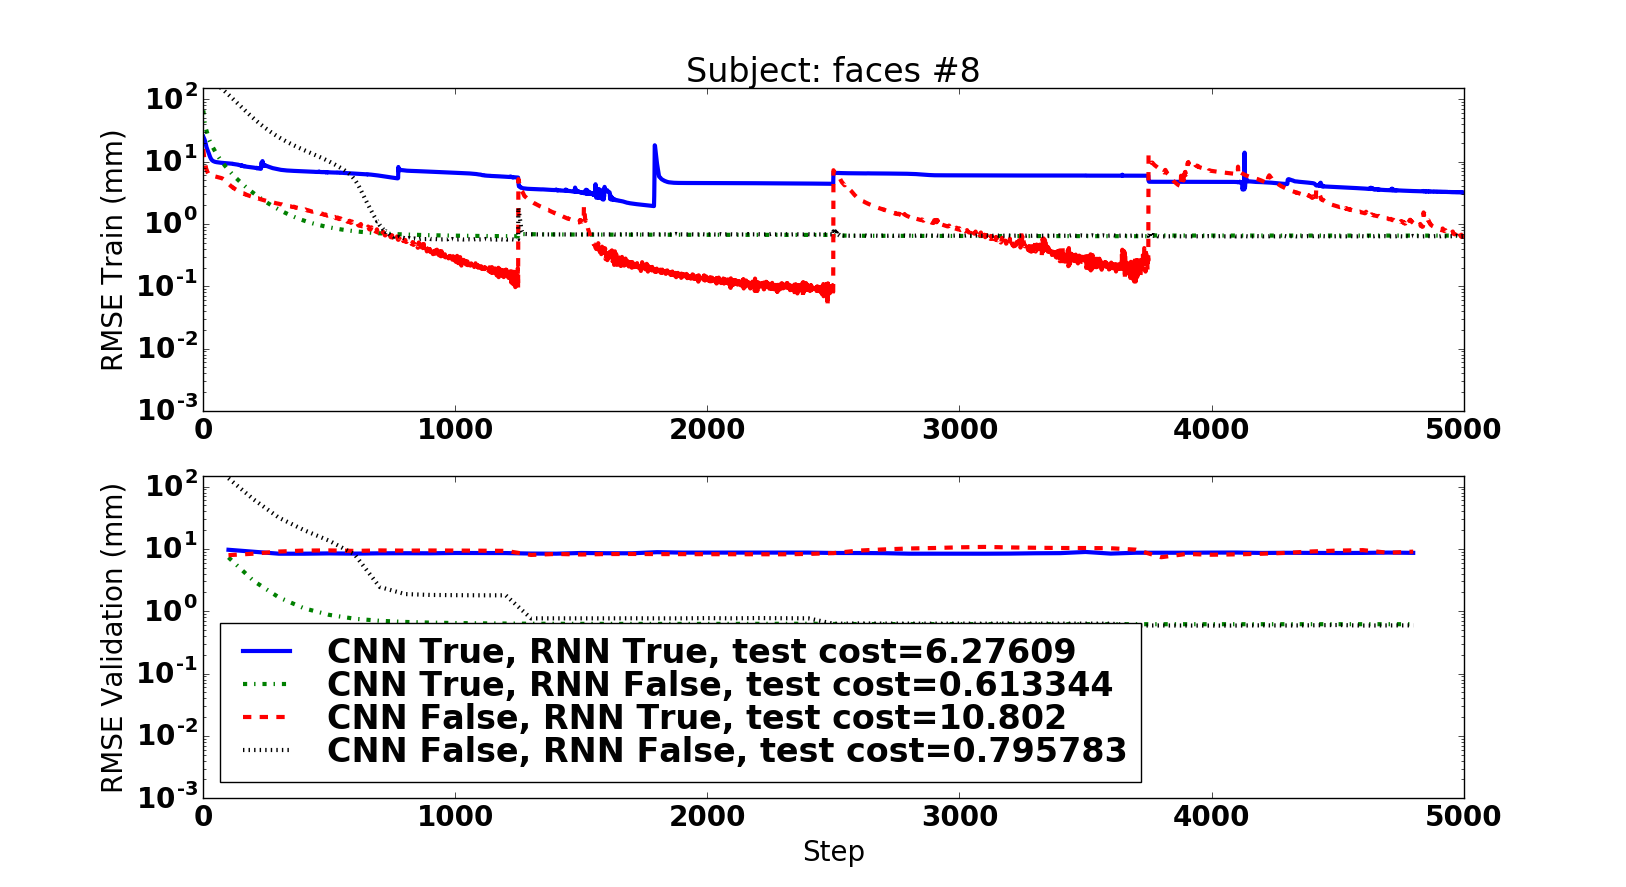 Subject: faces #8
RMSE Train (mm)
10^2
10^1
10^0
10^-1
10^-2
10^-3
0 1000 2000 3000 4000 5000
RMSE Validation (mm)
10^2
10^1
10^0
10^-1
10^-2
10^-3
CNN True, RNN True, test cost=6.27609
CNN True, RNN False, test cost=0.613344
CNN False, RNN True, test cost=10.802
CNN False, RNN False, test cost=0.795783
0 1000 2000 3000 4000 5000
Step